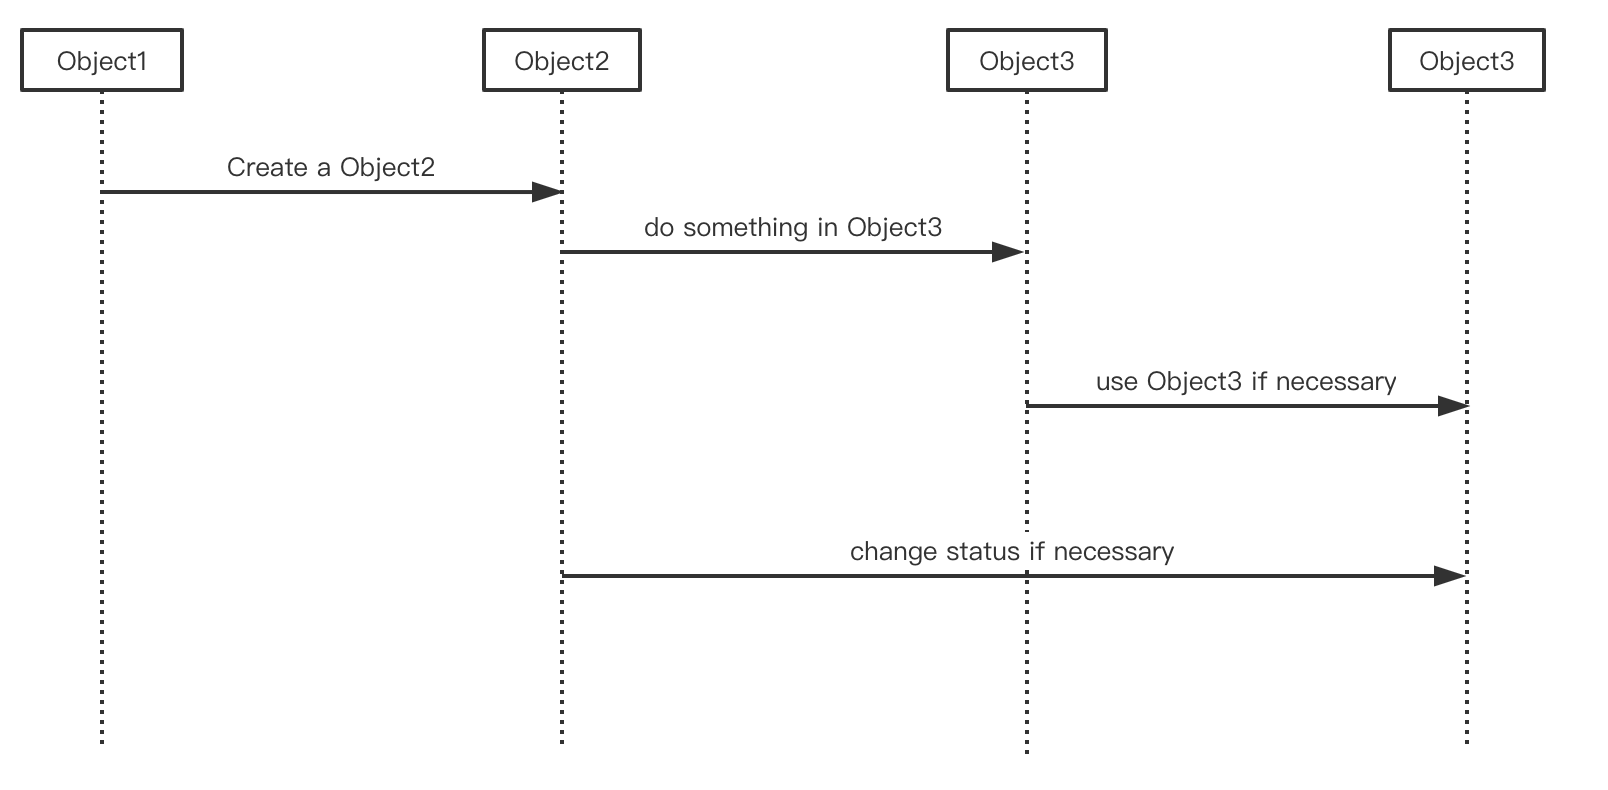 Object1
Object2
Object3
Object3
Create a Object2
do something in Object3
use Object3 if necessary
change status if necessary